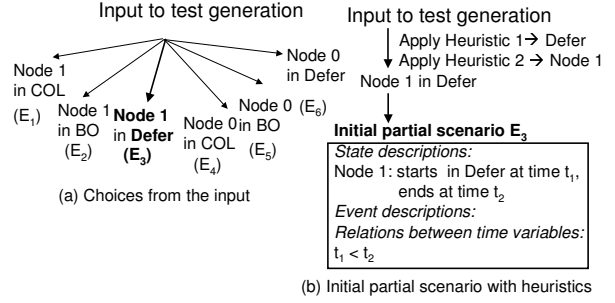 Input to test generation
Node 1
in COL
(E1)
Node 1
in BO
(E2)
Node 1
in Defer
(E3)
Node 0
in COL
(E4)
Node 0
in BO
(E5)
Node 0
in Defer
(E6)
(a) Choices from the input
Input to test generation
Apply Heuristic 1→ Defer
Apply Heuristic 2 → Node 1
Node 1 in Defer
Initial partial scenario E3
State descriptions:
Node 1: starts in Defer at time t1,
ends at time t2
Event descriptions:
Relations between time variables:
t1 < t2
(b) Initial partial scenario with heuristics